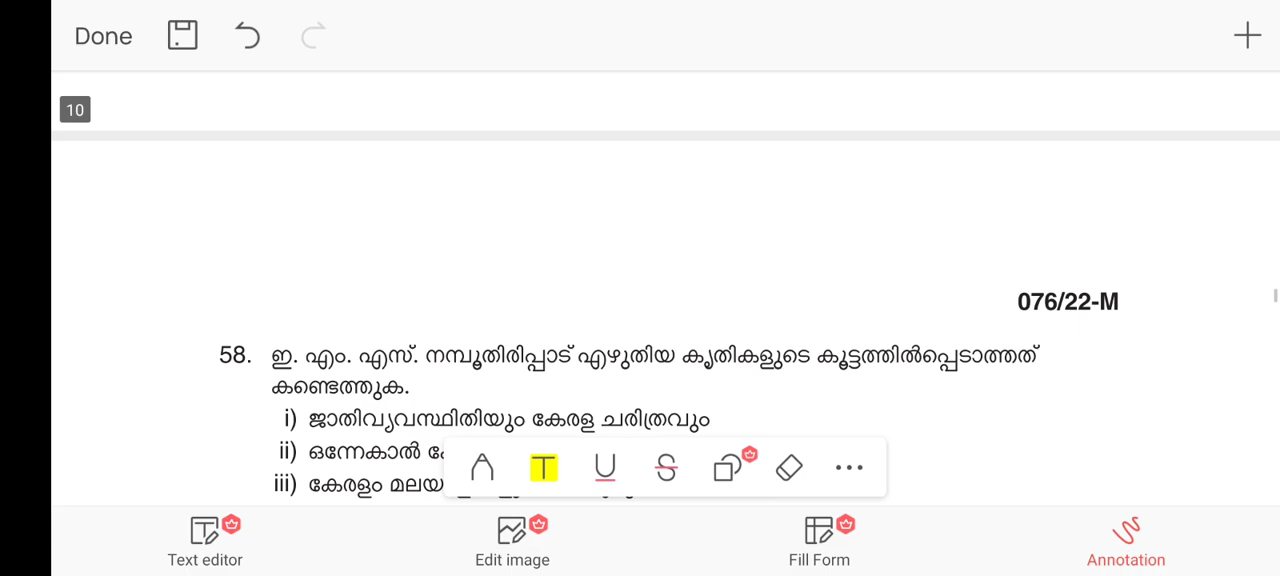 Done
10
076/22-M
58. ഇ. എം. എസ്. നമ്പൂതിരിപ്പാട് എഴുതിയ കൃതികളുടെ കൂട്ടത്തിൽപ്പെടാത്തത്
കണ്ടെത്തുക.
i) ജാതിവ്യവസ്ഥിതിയും കേരള ചരിത്രവും
ii) ഒന്നേകാൽ
iii) കേരളം
T U S
Text editor Edit image Fill Form Annotation